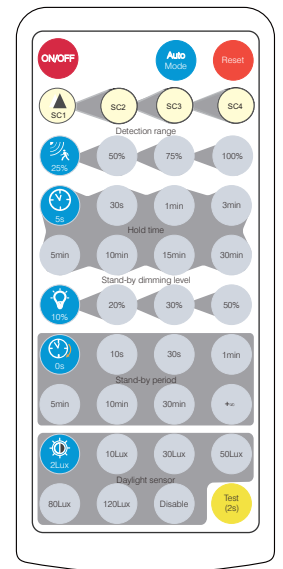 ON/OFF
Auto
Mode
Reset
SC1
SC2
SC3
SC4
Detection range
25%
50%
75%
100%
5s
30s
1min
3min
Hold time
5min
10min
15min
30min
Stand-by dimming level
10%
20%
30%
50%
0s
10s
30s
1min
Stand-by period
5min
10min
30min
+∞
2Lux
10Lux
30Lux
50Lux
Daylight sensor
80Lux
120Lux
Disable
Test
(2s)